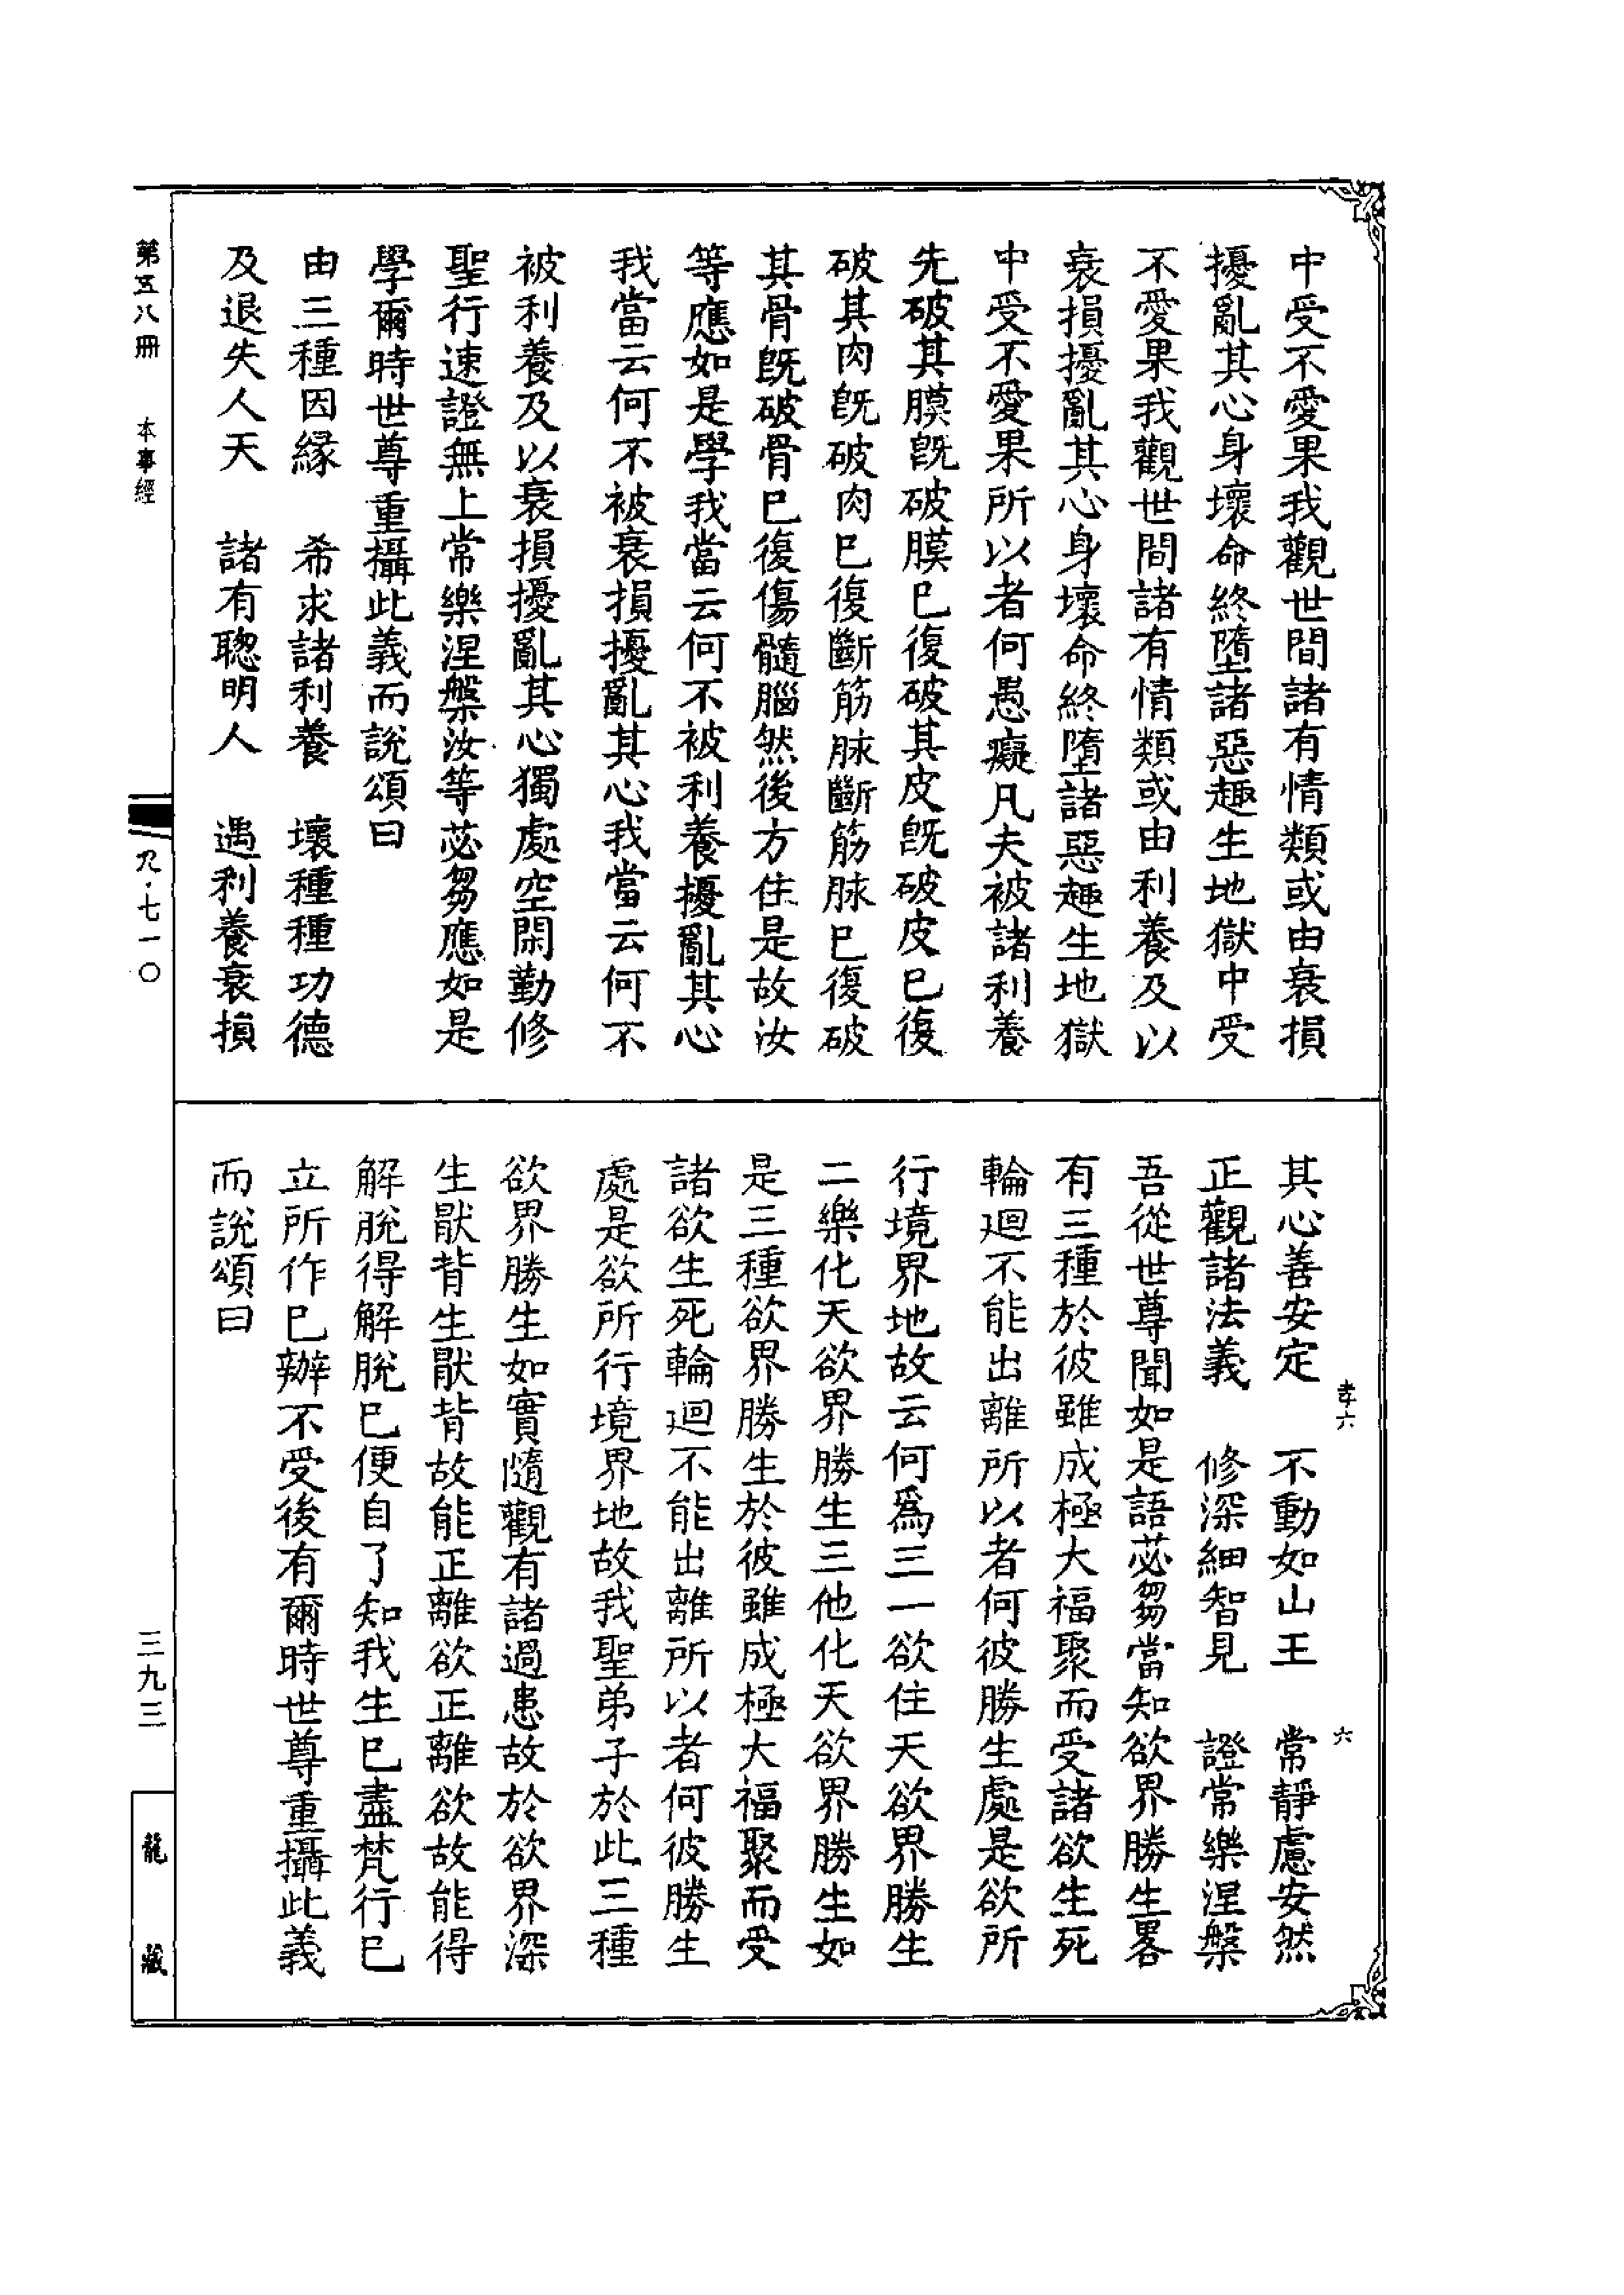 中受不愛果我觀世間諸有情類或由衰損
擾亂其心身壞命終墮諸惡趣生地獄中受
不愛果我觀世間諸有情類或由利養及以
衰損擾亂其心身壞命終墮諸惡趣生地獄
中受不愛果所以者何愚癡凡夫被諸利養
先破其膜旣破膜巳復破其皮旣破皮巳復
破其肉旣破肉巳復斷筋脉斷筋脉巳復破
其骨旣破骨巳復傷髓腦然後方住是故汝
等應如是學我當云何不被利養擾亂其心
我當云何不被衰損擾亂其心我當云何不
被利養及以衰損擾亂其心獨處空閑勤修
聖行速證無上常樂涅槃汝等苾芻應如是
學爾時世尊重攝此義而說頌曰
由三種因緣　希求諸利養　壞種種功德
及退失人天　諸有聰明人　遇利養衰損
其心善安定　不動如山王　常靜慮安然
正觀諸法義　修深細智見　證常樂涅槃
吾從世尊聞如是語苾芻當知欲界勝生畧
有三種於彼雖成極大福聚而受諸欲生死
輪迴不能出離所以者何彼勝生處是欲所
行境界地故云何爲三一欲住天欲界勝生
二樂化天欲界勝生三他化天欲界勝生如
是三種欲界勝生於彼雖成極大福聚而受
諸欲生死輪迴不能出離所以者何彼勝生
處是欲所行境界地故我聖弟子於此三種
欲界勝生如實隨觀有諸過患故於欲界深
生猒背生猒背故能正離欲正離欲故能得
解脫得解脫巳便自了知我生巳盡梵行巳
立所作巳辦不受後有爾時世尊重攝此義
而說頌曰
孝六　六
第五八冊　本事經　九·七一〇　三九三　龍藏